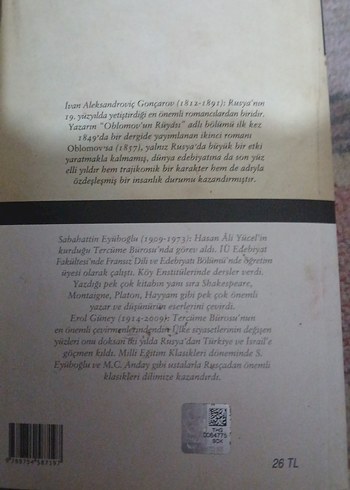 İvan Aleksandroviç Gonçarov (1812-1891): Rusya'nın
19. yüzyılda yetiştirdiği en önemli romancılardan biridir.
Yazarın "Oblomov'un Rüyası" adlı bölümü ilk kez
1849'da bir dergide yayımlanan ikinci romanı
Oblomov'sa (1857), yalnız Rusya'da büyük bir etki
yaratmakla kalmamış, dünya edebiyatına da son yüz
elli yıldır hem trajikomik bir karakter hem de adıyla
özdeşleşmiş bir insanlık durumu kazandırmıştır.
Sabahattin Eyüboğlu (1909-1973): Hasan Âli Yücel'in
kurduğu Tercüme Bürosu'nda görev aldı. İÜ Edebiyat
Fakültesi'nde Fransız Dili ve Edebiyatı Bölümü'nde öğretim
üyesi olarak çalıştı. Köy Enstitülerinde dersler verdi.
Yazdığı pek çok kitabın yanı sıra Shakespeare,
Montaigne, Platon, Hayyam gibi pek çok önemli
yazar ve düşünürün eserlerini çevirdi.
Erol Güney (1914-2009): Tercüme Bürosu'nun
en önemli çevirmenlerindendir. Ülke siyasetlerinin değişen
yüzleri onu doksan iki yılda Rusya'dan Türkiye ve İsrail'e
göçmen kıldı. Milli Eğitim Klasikleri döneminde S.
Eyüboğlu ve M.C. Anday gibi ustalarla Rusçadan önemli
klasikleri dilimize kazandırdı.
26 TL